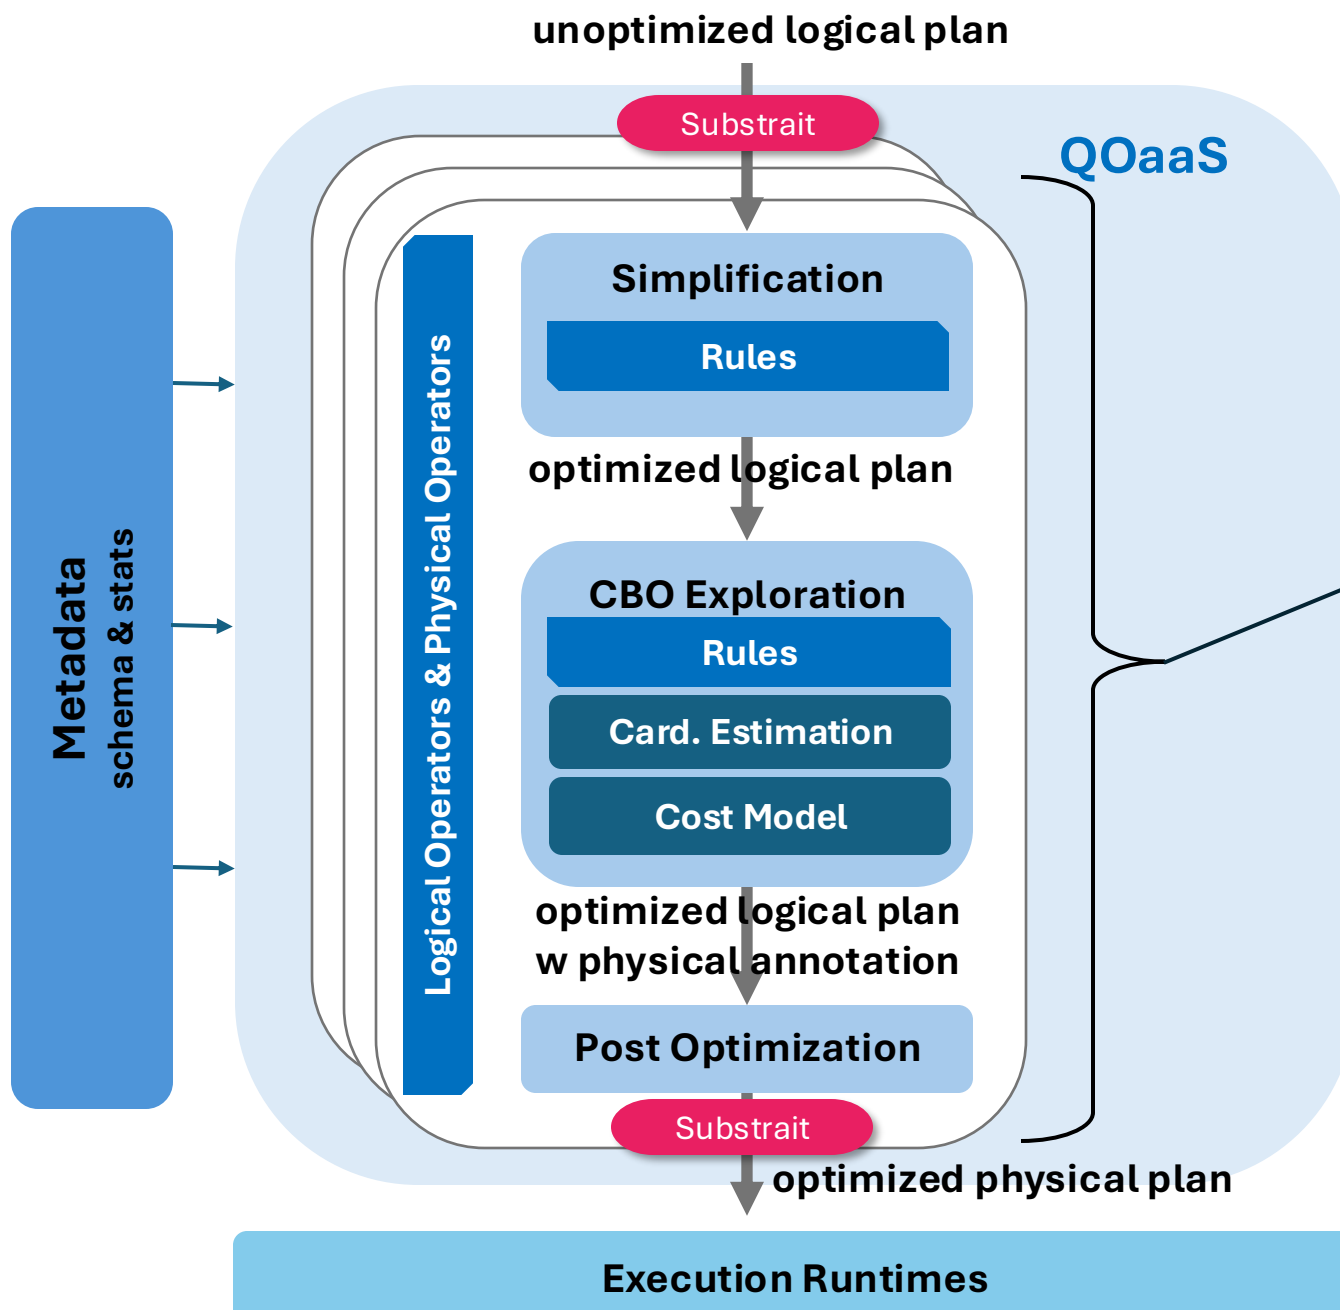 unoptimized logical plan
Substrait
QOaaS
Metadata
schema & stats
Logical Operators & Physical Operators
Simplification
Rules
optimized logical plan
CBO Exploration
Rules
Card. Estimation
Cost Model
optimized logical plan
w physical annotation
Post Optimization
Substrait
optimized physical plan
Execution Runtimes